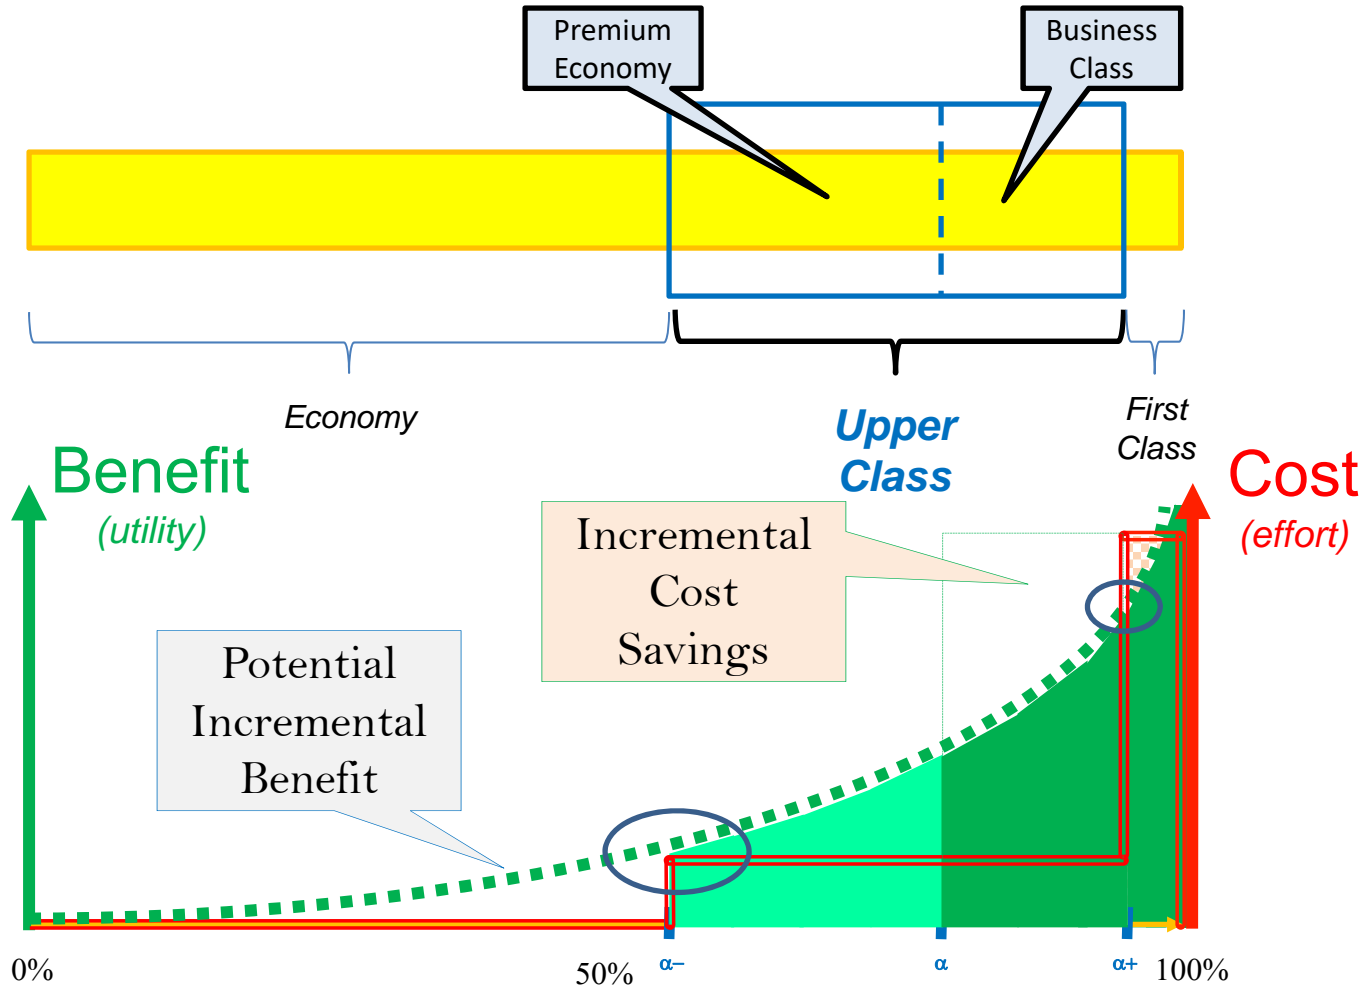 Premium
Economy
Business
Class
Economy
Upper
Class
First
Class
Benefit
(utility)
Cost
(effort)
Incremental
Cost
Savings
Potential
Incremental
Benefit
0%
50%
α−
α
α+
100%